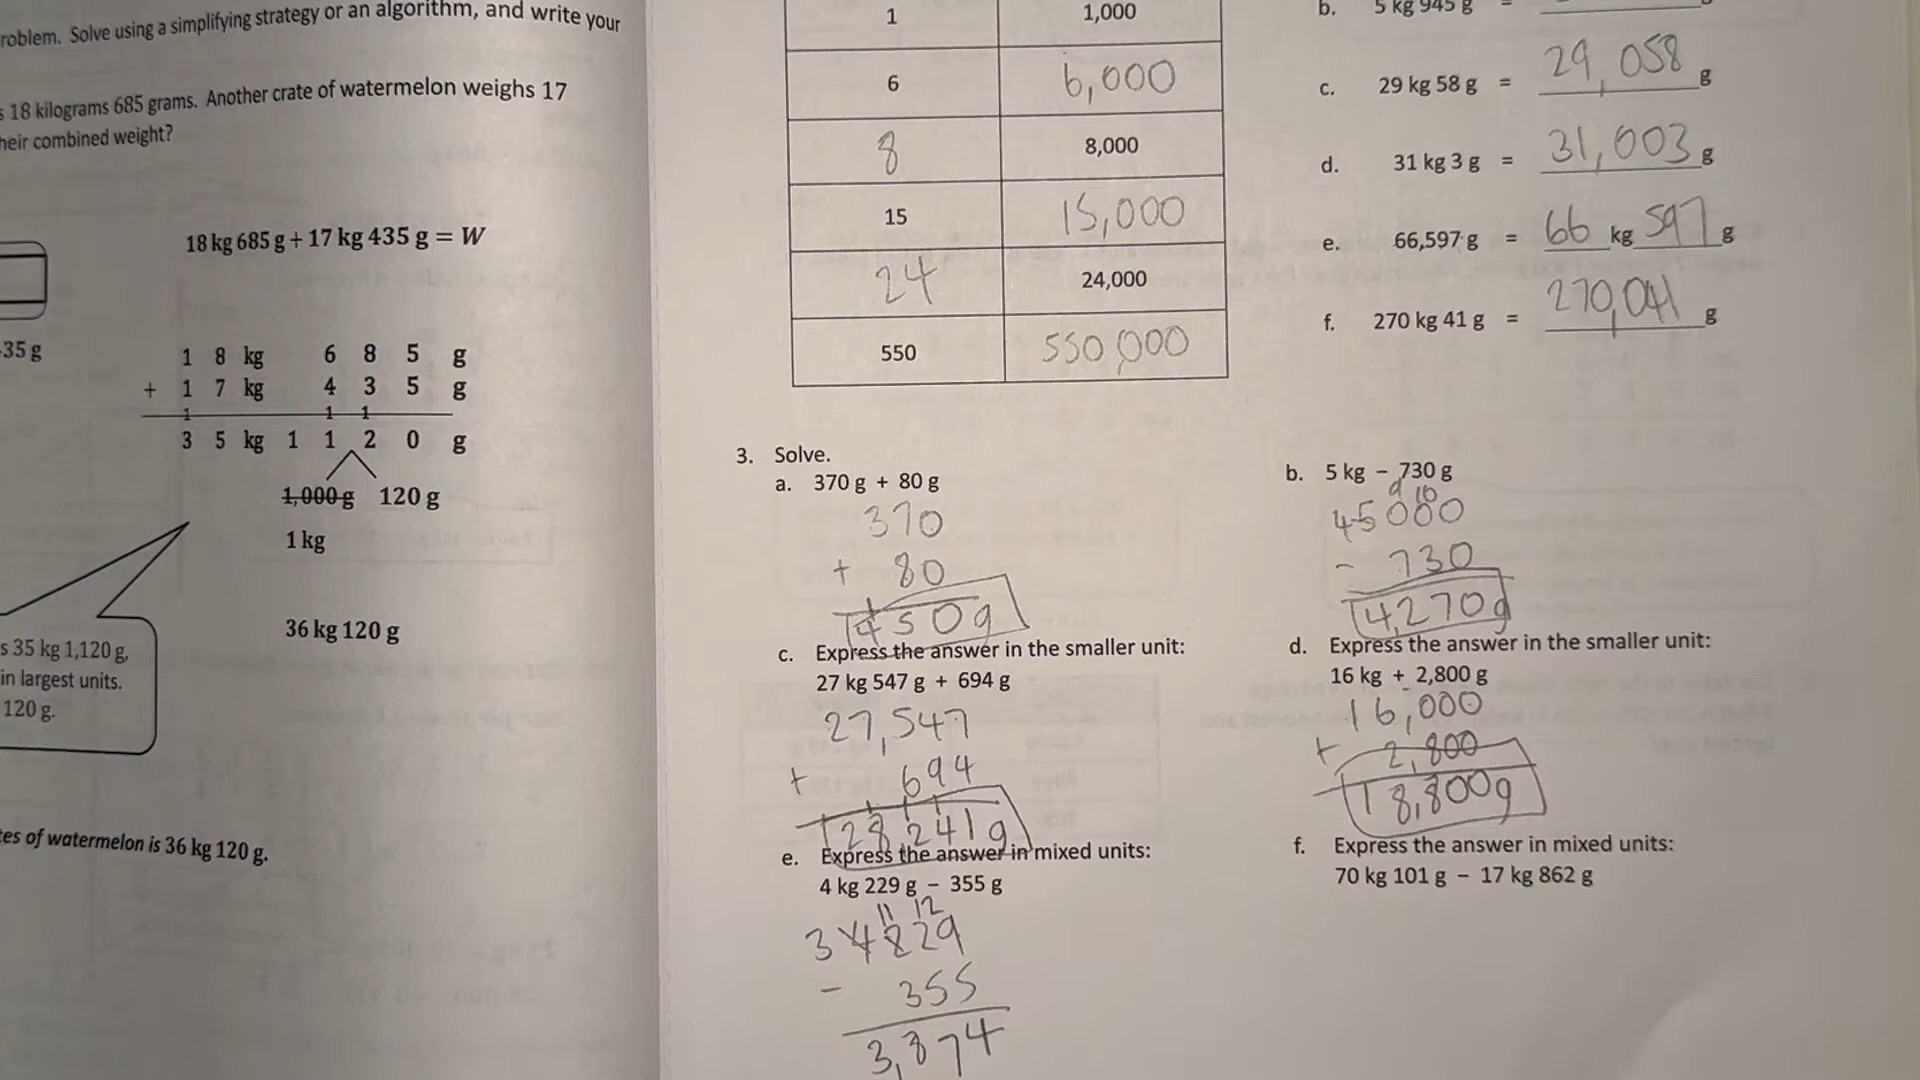 roblem. Solve using a simplifying strategy or an algorithm, and write your
s 18 kilograms 685 grams. Another crate of watermelon weighs 17
heir combined weight?
18 kg 685 g + 17 kg 435 g = W
35 g
1 8 kg 6 8 5 g
+ 1 7 kg 4 3 5 g
1 1 1
3 5 kg 1 1 2 0 g
1,000 g 120 g
1 kg
36 kg 120 g
s 35 kg 1,120 g,
in largest units.
120 g.
es of watermelon is 36 kg 120 g.
1 1,000
6 6,000
8 8,000
15 15,000
24 24,000
550 550,000
b. 5 kg 945 g =
c. 29 kg 58 g = 29,058 g
d. 31 kg 3 g = 31,003 g
e. 66,597 g = 66 kg 597 g
f. 270 kg 41 g = 270,041 g
3. Solve.
a. 370 g + 80 g
370
+ 80
1
450g
b. 5 kg - 730 g
9 10
4 5000
- 730
4,270g
c. Express the answer in the smaller unit:
27 kg 547 g + 694 g
27,547
+ 694
1 1 1
28241g
d. Express the answer in the smaller unit:
16 kg + 2,800 g
16,000
+ 2,800
18,800g
e. Express the answer in mixed units:
4 kg 229 g - 355 g
11 12
3 4229
- 355
3,874
f. Express the answer in mixed units:
70 kg 101 g - 17 kg 862 g